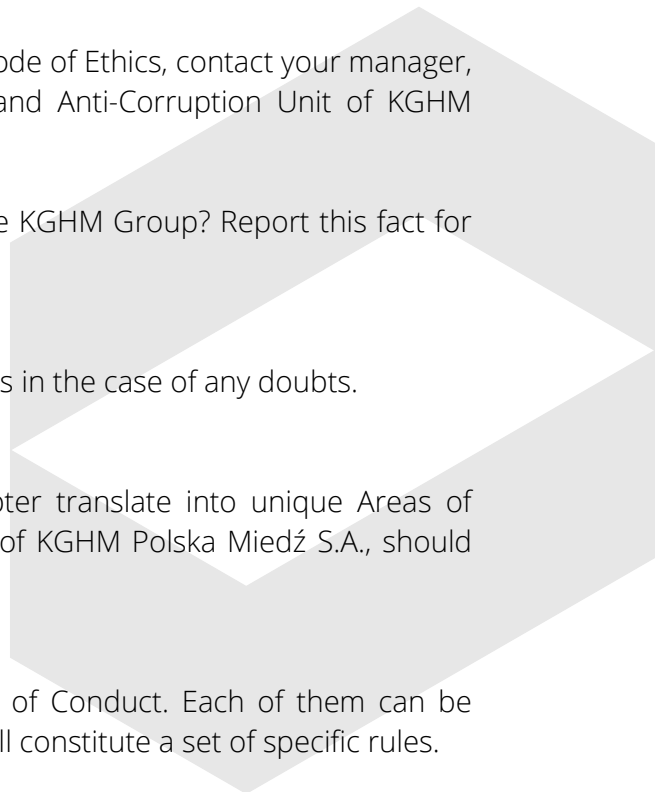 ode of Ethics, contact your manager,
and Anti-Corruption Unit of KGHM
e KGHM Group? Report this fact for
s in the case of any doubts.
pter translate into unique Areas of
of KGHM Polska Miedź S.A., should
of Conduct. Each of them can be
ll constitute a set of specific rules.